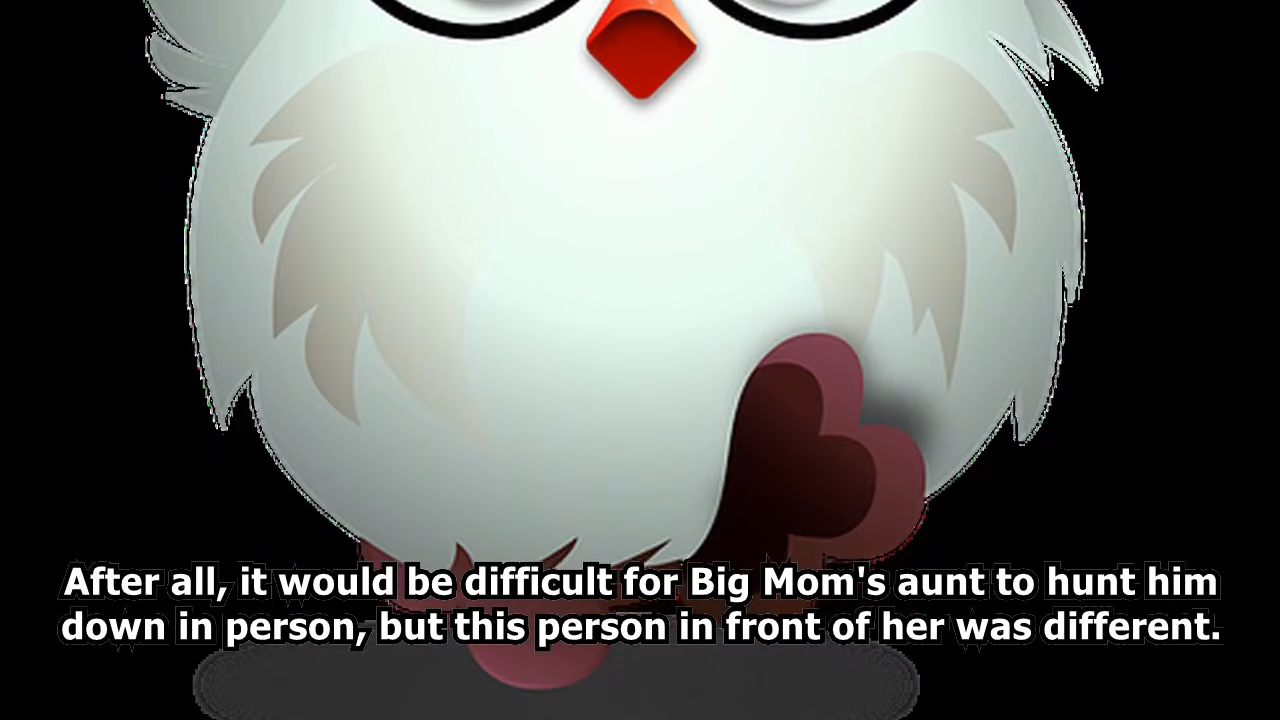 After all, it would be difficult for Big Mom's aunt to hunt him
down in person, but this person in front of her was different.